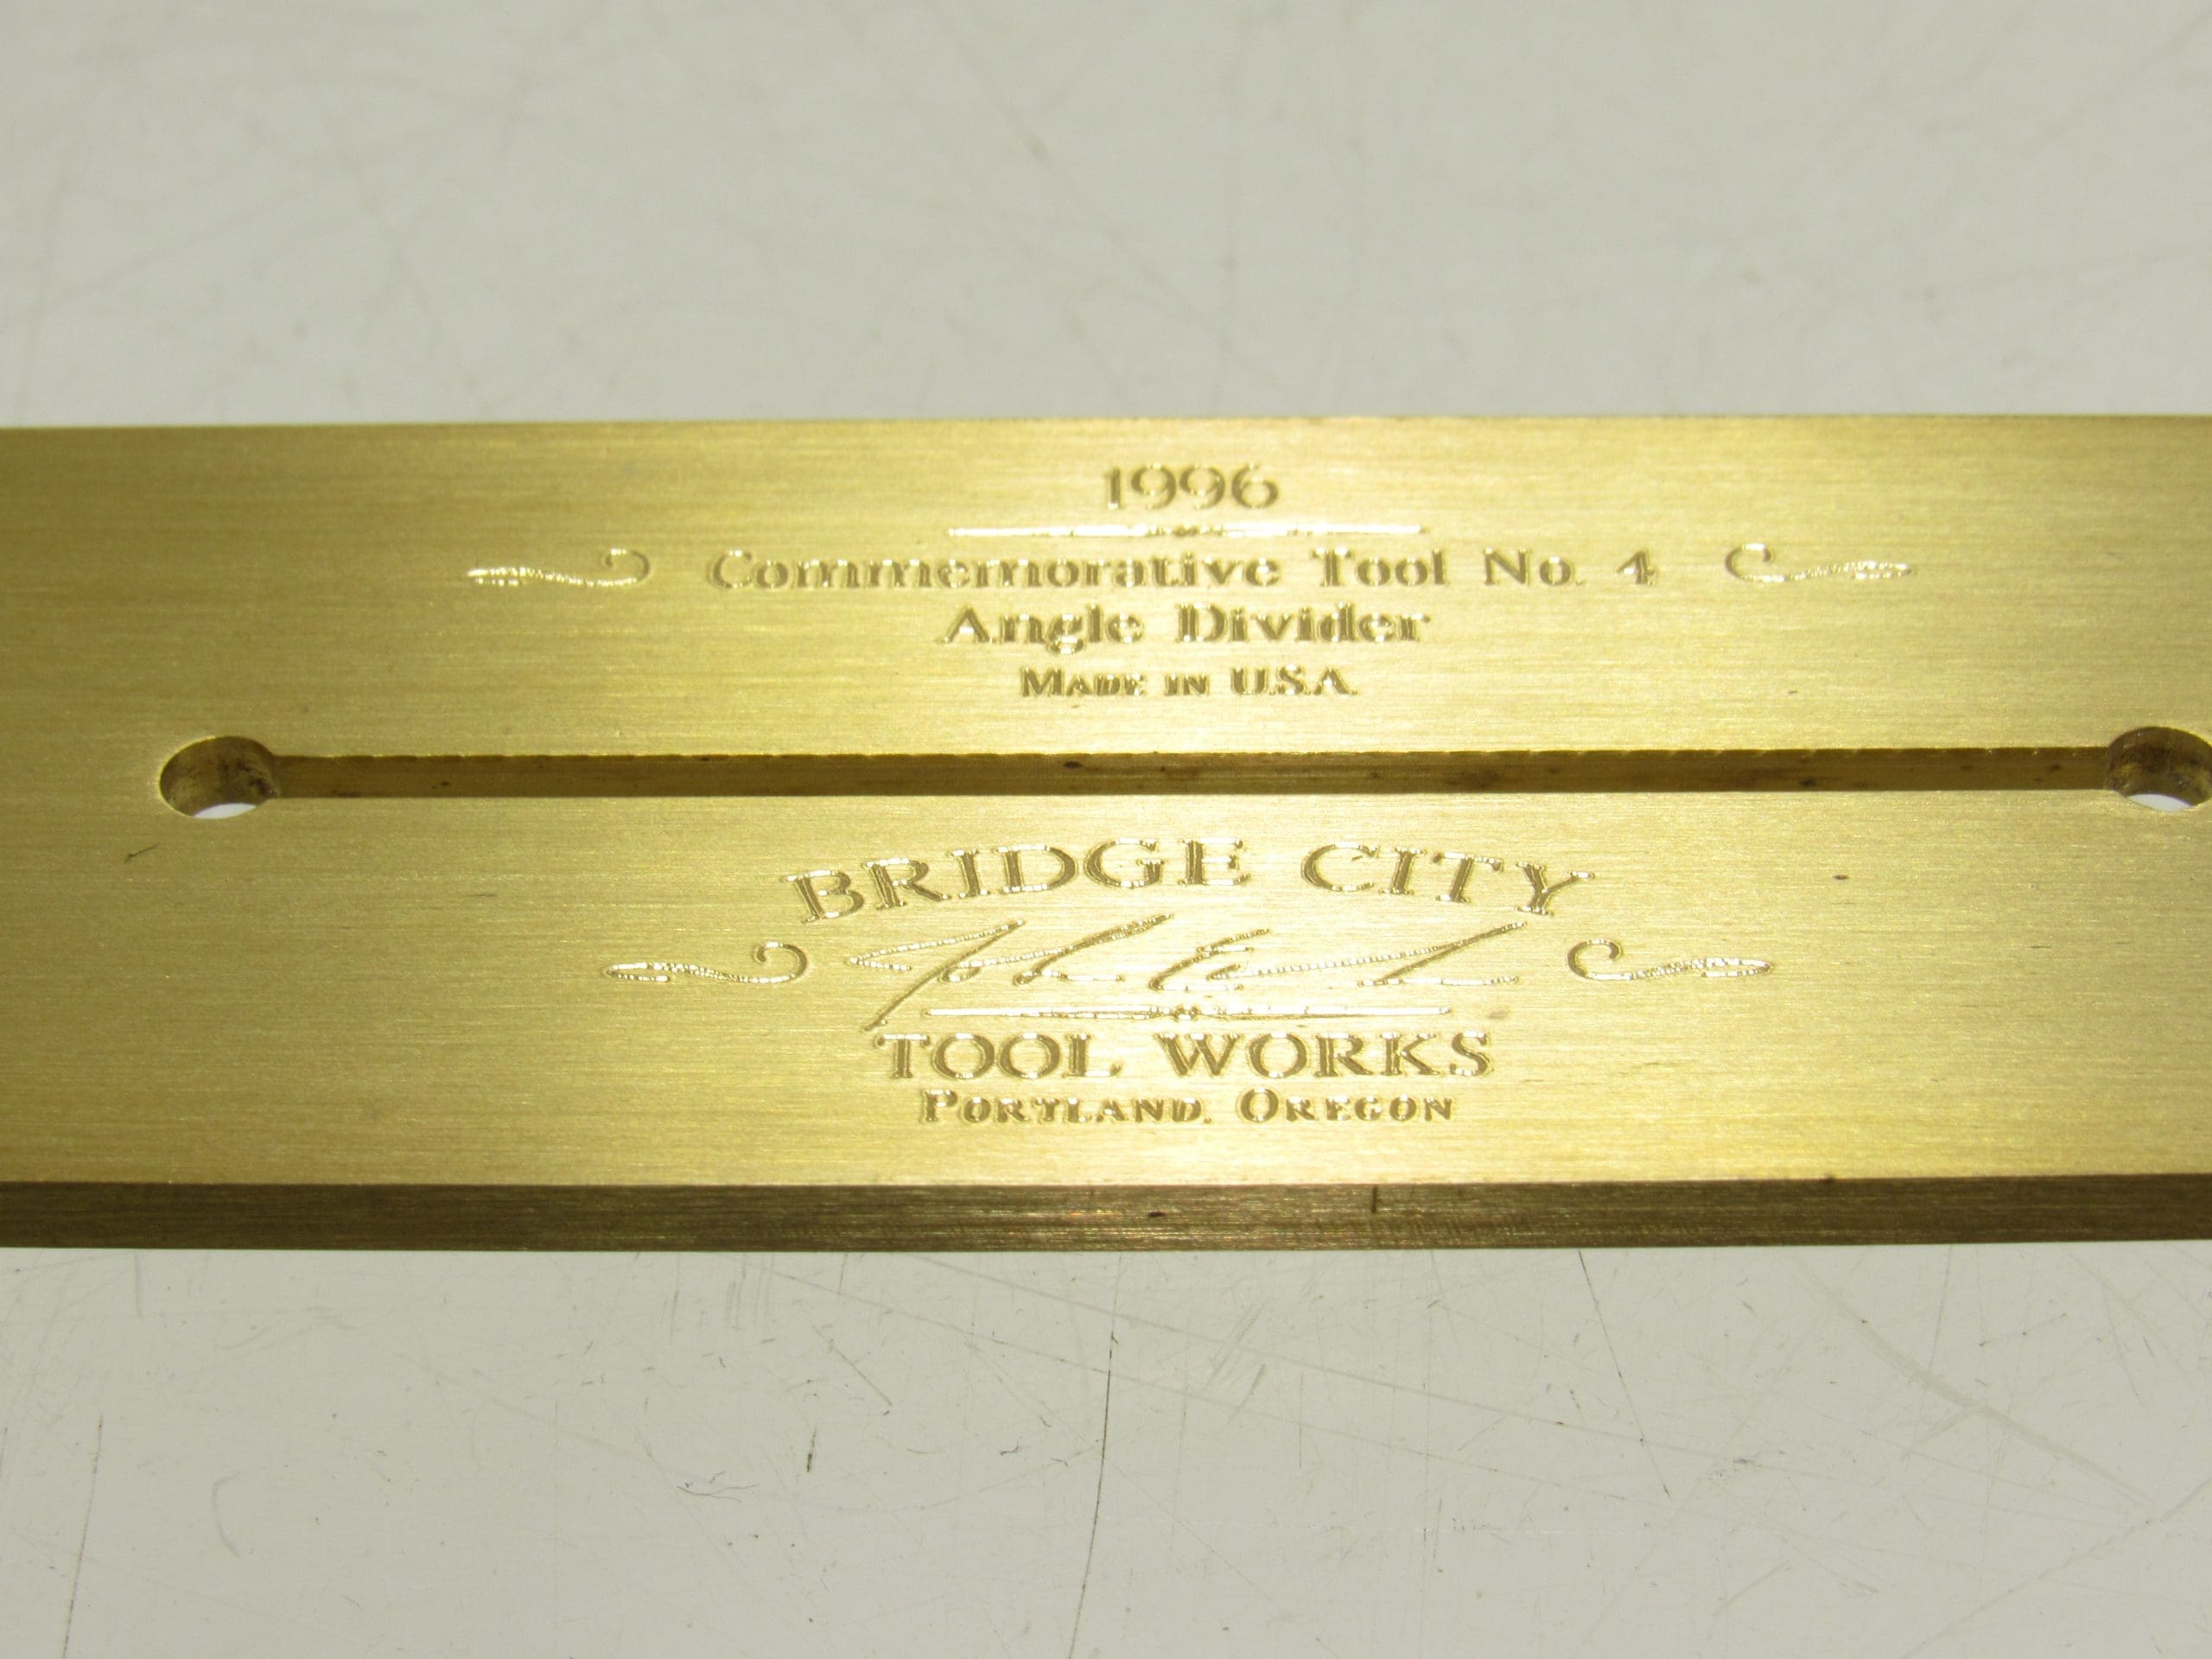 1996
Commemorative Tool No. 4
Angle Divider
MADE IN U.S.A.
BRIDGE CITY
TOOL WORKS
PORTLAND, OREGON